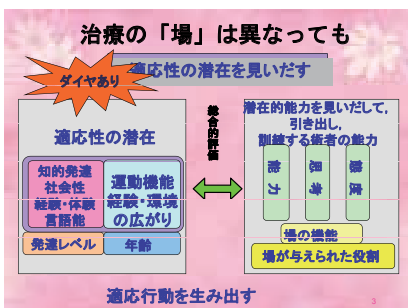 治療の「場」は異なっても
適応性の潜在を見いだす
ダイヤあり
適応性の潜在
知的発達
社会性
経験・体験
言語能
運動機能
経験・環境
の広がり
発達レベル
年齢
総合的評価
潜在的能力を見いだして,
引き出し,
訓練する術者の能力
能力
思考
態度
場の機能
場が与えられた役割
適応行動を生み出す
3